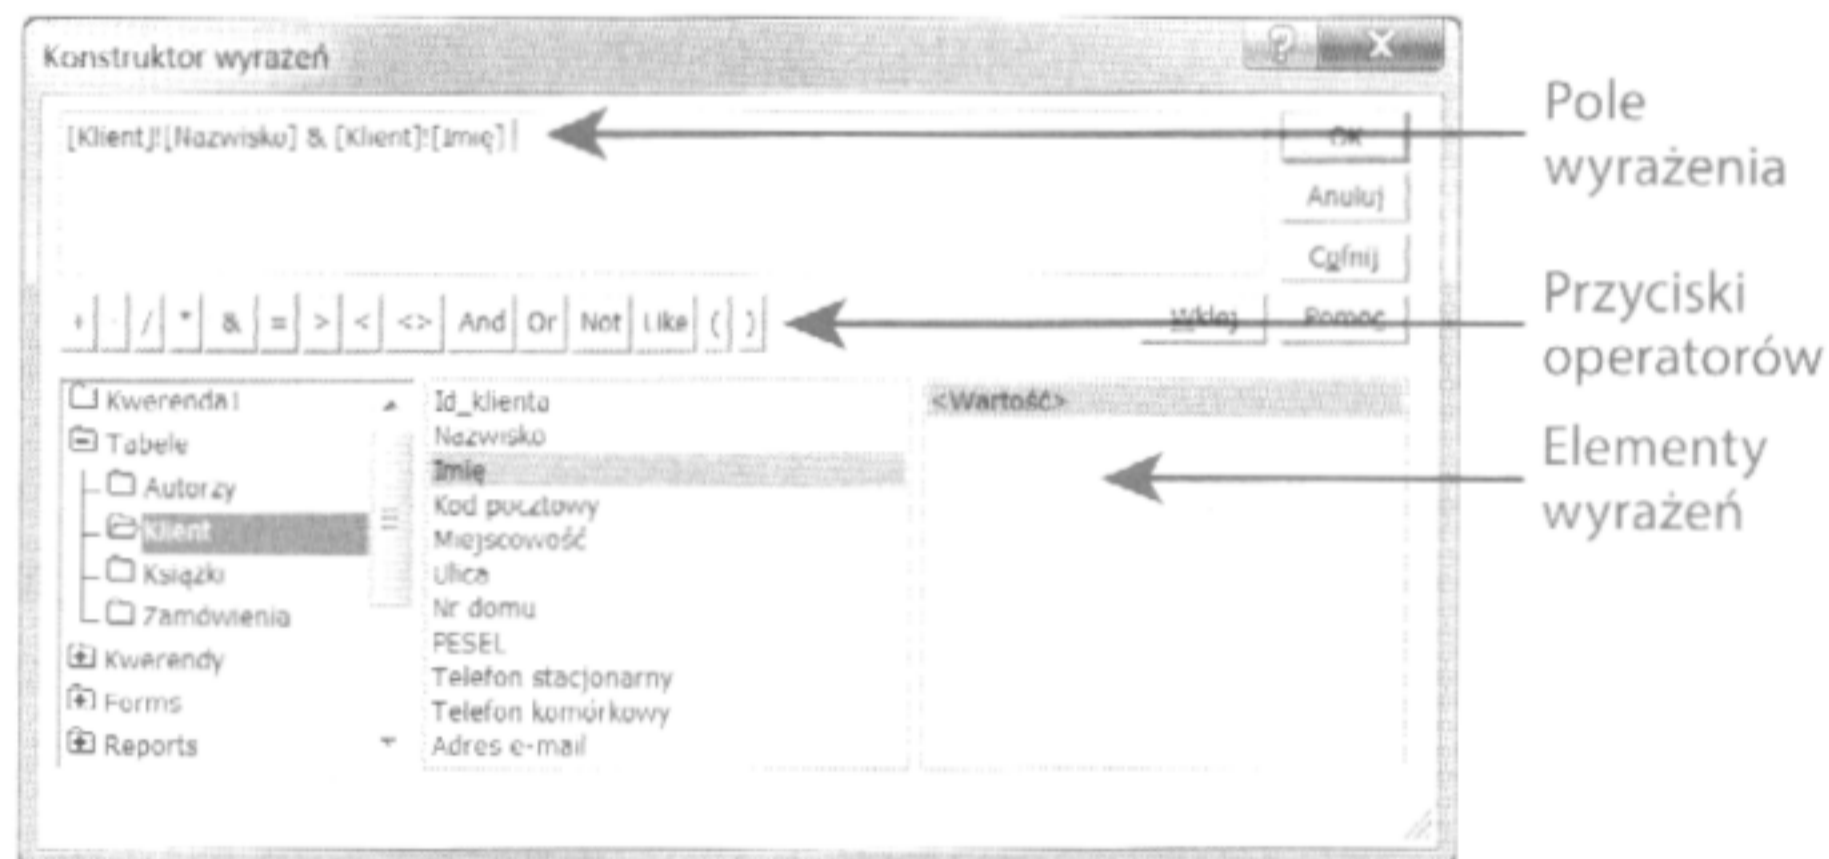 Konstruktor wyrażeń
[Klient]![Nazwisko] & [Klient]![Imię]
Pole
wyrażenia
OK
Anuluj
Cofnij
+ - / * & = > < <> And Or Not Like ( )
Wklej
Pomoc
Przyciski
operatorów
Kwerenda1
Tabele
Autorzy
Klient
Książki
Zamówienia
Kwerendy
Forms
Reports
Id_klienta
Nazwisko
Imię
Kod pocztowy
Miejscowość
Ulica
Nr domu
PESEL
Telefon stacjonarny
Telefon komórkowy
Adres e-mail
<Wartość>
Elementy
wyrażeń